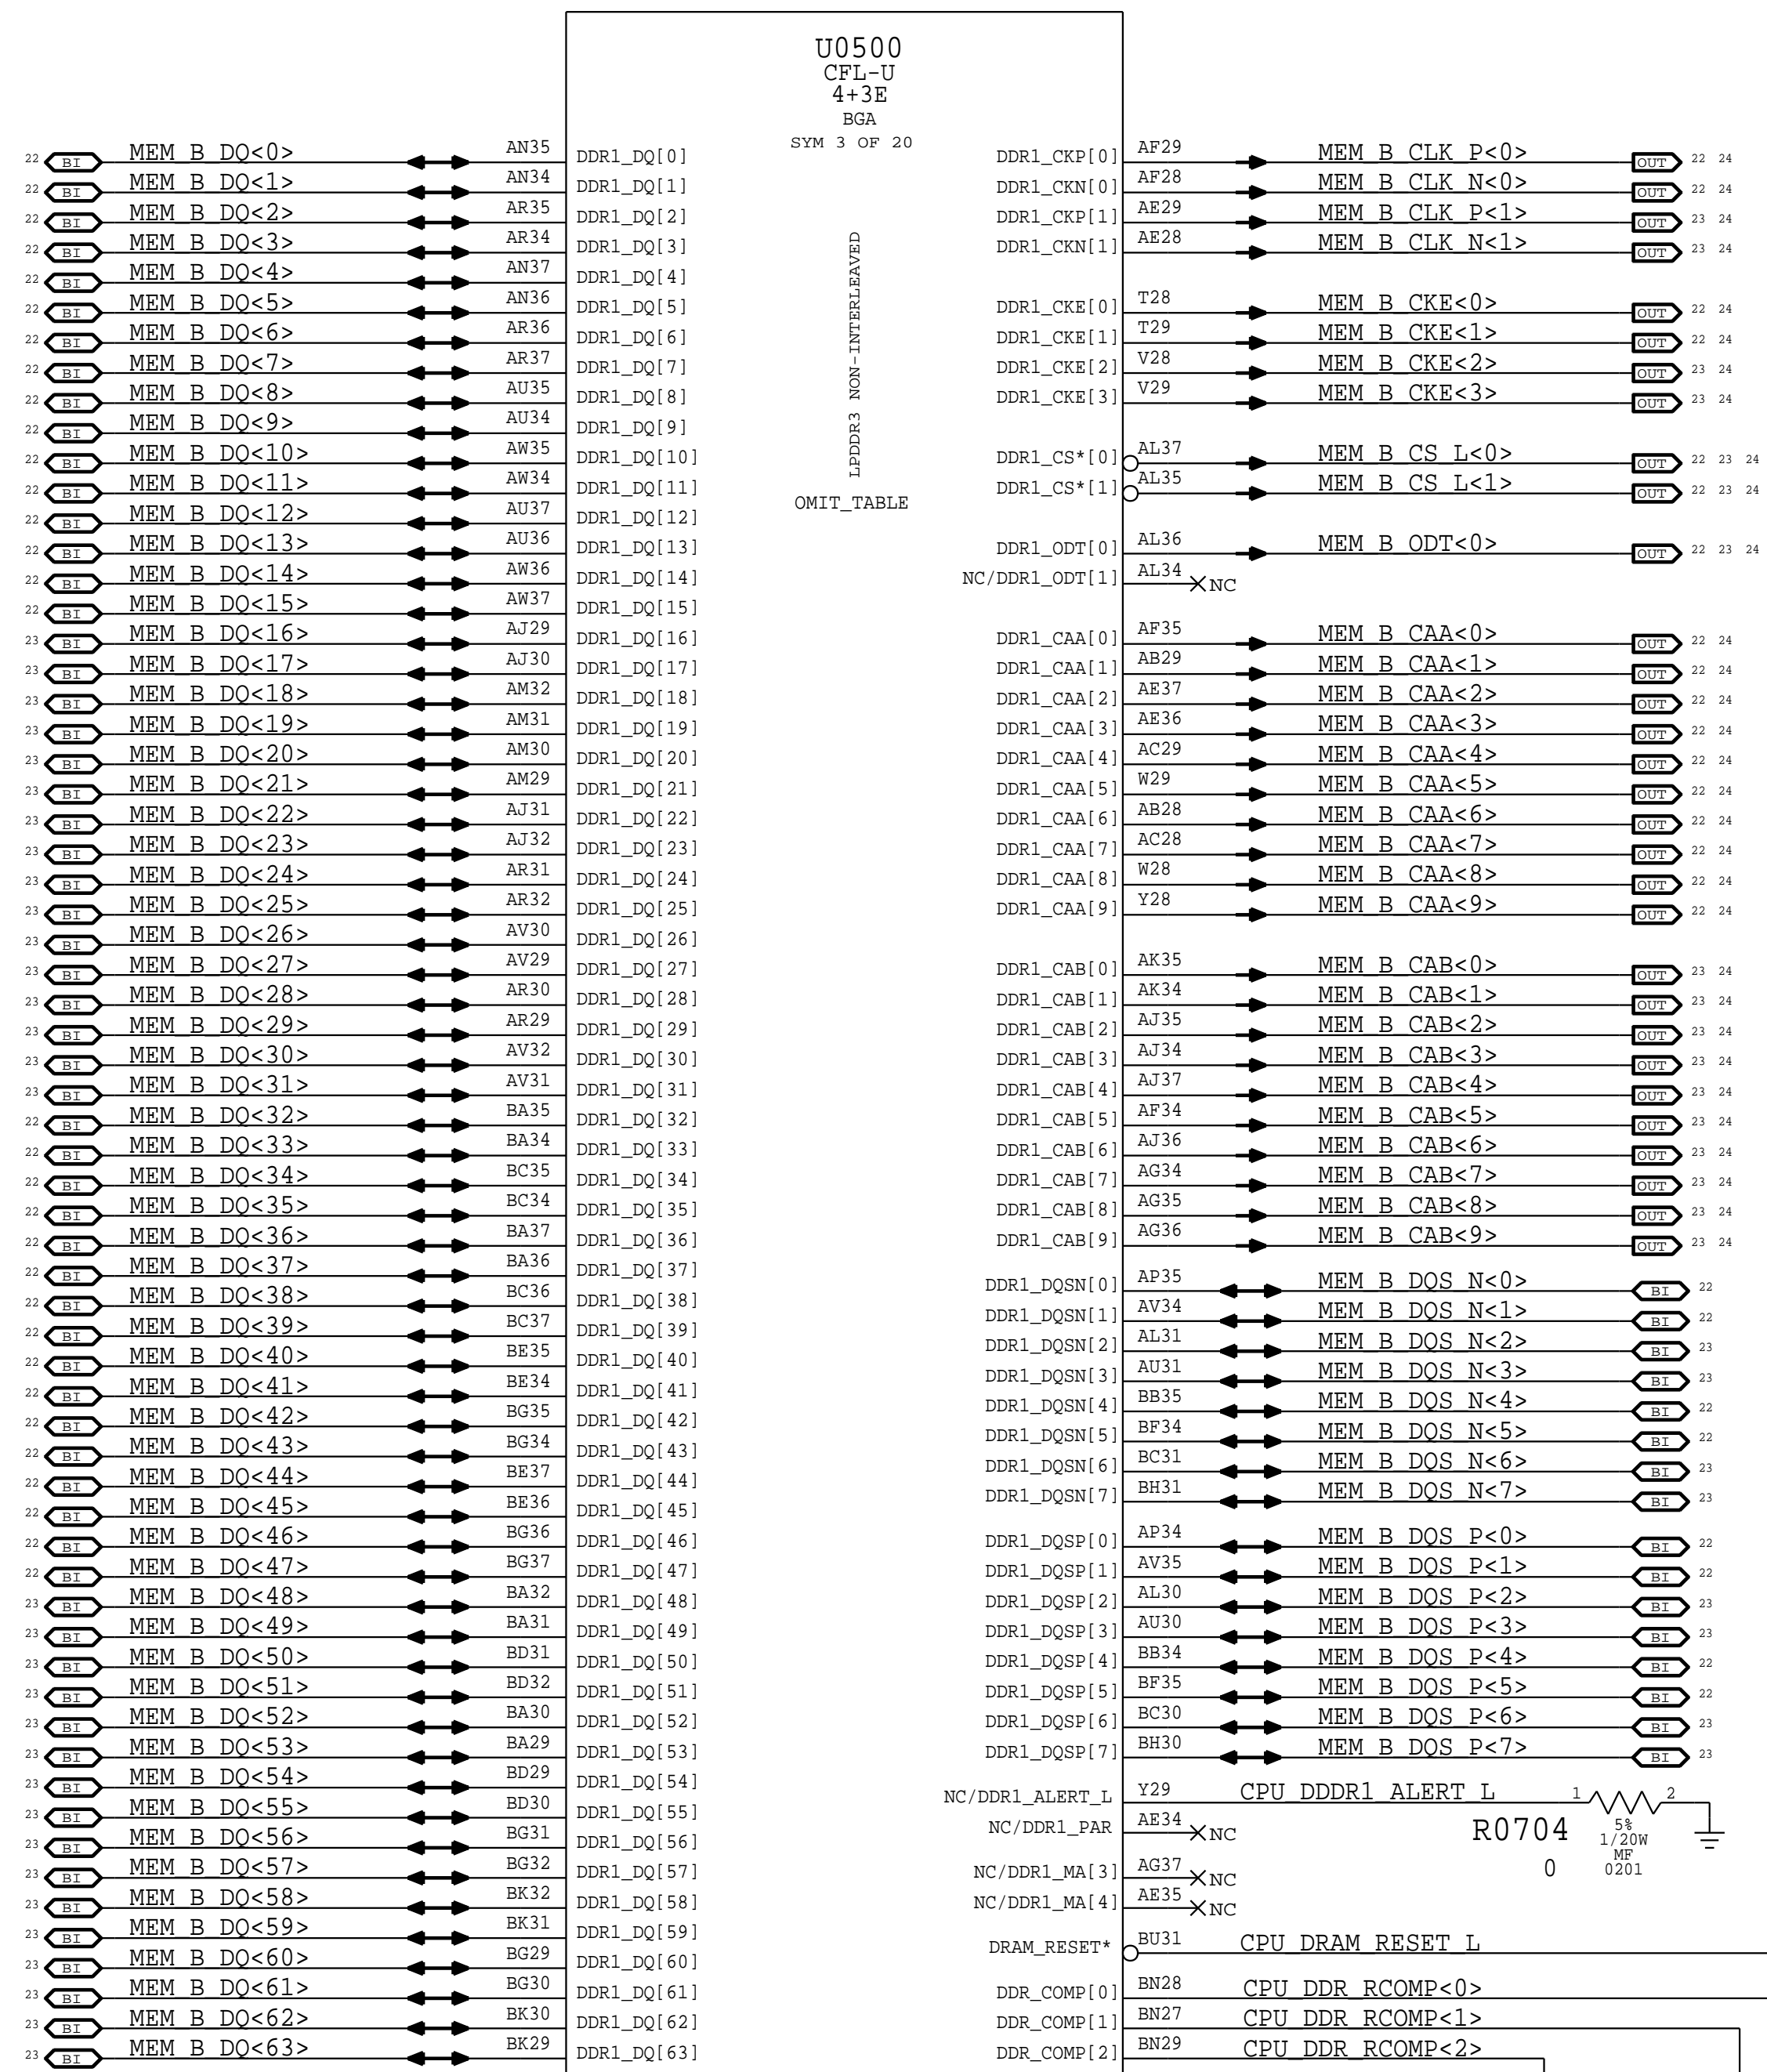 U0500
CFL-U
4+3E
BGA
SYM 3 OF 20
LPDDR3 NON-INTERLEAVED
OMIT_TABLE
22 BI MEM_B_DQ<0> AN35 DDR1_DQ[0]
22 BI MEM_B_DQ<1> AN34 DDR1_DQ[1]
22 BI MEM_B_DQ<2> AR35 DDR1_DQ[2]
22 BI MEM_B_DQ<3> AR34 DDR1_DQ[3]
22 BI MEM_B_DQ<4> AN37 DDR1_DQ[4]
22 BI MEM_B_DQ<5> AN36 DDR1_DQ[5]
22 BI MEM_B_DQ<6> AR36 DDR1_DQ[6]
22 BI MEM_B_DQ<7> AR37 DDR1_DQ[7]
22 BI MEM_B_DQ<8> AU35 DDR1_DQ[8]
22 BI MEM_B_DQ<9> AU34 DDR1_DQ[9]
22 BI MEM_B_DQ<10> AW35 DDR1_DQ[10]
22 BI MEM_B_DQ<11> AW34 DDR1_DQ[11]
22 BI MEM_B_DQ<12> AU37 DDR1_DQ[12]
22 BI MEM_B_DQ<13> AU36 DDR1_DQ[13]
22 BI MEM_B_DQ<14> AW36 DDR1_DQ[14]
22 BI MEM_B_DQ<15> AW37 DDR1_DQ[15]
23 BI MEM_B_DQ<16> AJ29 DDR1_DQ[16]
23 BI MEM_B_DQ<17> AJ30 DDR1_DQ[17]
23 BI MEM_B_DQ<18> AM32 DDR1_DQ[18]
23 BI MEM_B_DQ<19> AM31 DDR1_DQ[19]
23 BI MEM_B_DQ<20> AM30 DDR1_DQ[20]
23 BI MEM_B_DQ<21> AM29 DDR1_DQ[21]
23 BI MEM_B_DQ<22> AJ31 DDR1_DQ[22]
23 BI MEM_B_DQ<23> AJ32 DDR1_DQ[23]
23 BI MEM_B_DQ<24> AR31 DDR1_DQ[24]
23 BI MEM_B_DQ<25> AR32 DDR1_DQ[25]
23 BI MEM_B_DQ<26> AV30 DDR1_DQ[26]
23 BI MEM_B_DQ<27> AV29 DDR1_DQ[27]
23 BI MEM_B_DQ<28> AR30 DDR1_DQ[28]
23 BI MEM_B_DQ<29> AR29 DDR1_DQ[29]
23 BI MEM_B_DQ<30> AV32 DDR1_DQ[30]
23 BI MEM_B_DQ<31> AV31 DDR1_DQ[31]
22 BI MEM_B_DQ<32> BA35 DDR1_DQ[32]
22 BI MEM_B_DQ<33> BA34 DDR1_DQ[33]
22 BI MEM_B_DQ<34> BC35 DDR1_DQ[34]
22 BI MEM_B_DQ<35> BC34 DDR1_DQ[35]
22 BI MEM_B_DQ<36> BA37 DDR1_DQ[36]
22 BI MEM_B_DQ<37> BA36 DDR1_DQ[37]
22 BI MEM_B_DQ<38> BC36 DDR1_DQ[38]
22 BI MEM_B_DQ<39> BC37 DDR1_DQ[39]
22 BI MEM_B_DQ<40> BE35 DDR1_DQ[40]
22 BI MEM_B_DQ<41> BE34 DDR1_DQ[41]
22 BI MEM_B_DQ<42> BG35 DDR1_DQ[42]
22 BI MEM_B_DQ<43> BG34 DDR1_DQ[43]
22 BI MEM_B_DQ<44> BE37 DDR1_DQ[44]
22 BI MEM_B_DQ<45> BE36 DDR1_DQ[45]
22 BI MEM_B_DQ<46> BG36 DDR1_DQ[46]
22 BI MEM_B_DQ<47> BG37 DDR1_DQ[47]
23 BI MEM_B_DQ<48> BA32 DDR1_DQ[48]
23 BI MEM_B_DQ<49> BA31 DDR1_DQ[49]
23 BI MEM_B_DQ<50> BD31 DDR1_DQ[50]
23 BI MEM_B_DQ<51> BD32 DDR1_DQ[51]
23 BI MEM_B_DQ<52> BA30 DDR1_DQ[52]
23 BI MEM_B_DQ<53> BA29 DDR1_DQ[53]
23 BI MEM_B_DQ<54> BD29 DDR1_DQ[54]
23 BI MEM_B_DQ<55> BD30 DDR1_DQ[55]
23 BI MEM_B_DQ<56> BG31 DDR1_DQ[56]
23 BI MEM_B_DQ<57> BG32 DDR1_DQ[57]
23 BI MEM_B_DQ<58> BK32 DDR1_DQ[58]
23 BI MEM_B_DQ<59> BK31 DDR1_DQ[59]
23 BI MEM_B_DQ<60> BG29 DDR1_DQ[60]
23 BI MEM_B_DQ<61> BG30 DDR1_DQ[61]
23 BI MEM_B_DQ<62> BK30 DDR1_DQ[62]
23 BI MEM_B_DQ<63> BK29 DDR1_DQ[63]
DDR1_CKP[0] AF29 MEM_B_CLK_P<0> OUT 22 24
DDR1_CKN[0] AF28 MEM_B_CLK_N<0> OUT 22 24
DDR1_CKP[1] AE29 MEM_B_CLK_P<1> OUT 23 24
DDR1_CKN[1] AE28 MEM_B_CLK_N<1> OUT 23 24
DDR1_CKE[0] T28 MEM_B_CKE<0> OUT 22 24
DDR1_CKE[1] T29 MEM_B_CKE<1> OUT 22 24
DDR1_CKE[2] V28 MEM_B_CKE<2> OUT 23 24
DDR1_CKE[3] V29 MEM_B_CKE<3> OUT 23 24
DDR1_CS*[0] AL37 MEM_B_CS_L<0> OUT 22 23 24
DDR1_CS*[1] AL35 MEM_B_CS_L<1> OUT 22 23 24
DDR1_ODT[0] AL36 MEM_B_ODT<0> OUT 22 23 24
NC/DDR1_ODT[1] AL34 NC
DDR1_CAA[0] AF35 MEM_B_CAA<0> OUT 22 24
DDR1_CAA[1] AB29 MEM_B_CAA<1> OUT 22 24
DDR1_CAA[2] AE37 MEM_B_CAA<2> OUT 22 24
DDR1_CAA[3] AE36 MEM_B_CAA<3> OUT 22 24
DDR1_CAA[4] AC29 MEM_B_CAA<4> OUT 22 24
DDR1_CAA[5] W29 MEM_B_CAA<5> OUT 22 24
DDR1_CAA[6] AB28 MEM_B_CAA<6> OUT 22 24
DDR1_CAA[7] AC28 MEM_B_CAA<7> OUT 22 24
DDR1_CAA[8] W28 MEM_B_CAA<8> OUT 22 24
DDR1_CAA[9] Y28 MEM_B_CAA<9> OUT 22 24
DDR1_CAB[0] AK35 MEM_B_CAB<0> OUT 23 24
DDR1_CAB[1] AK34 MEM_B_CAB<1> OUT 23 24
DDR1_CAB[2] AJ35 MEM_B_CAB<2> OUT 23 24
DDR1_CAB[3] AJ34 MEM_B_CAB<3> OUT 23 24
DDR1_CAB[4] AJ37 MEM_B_CAB<4> OUT 23 24
DDR1_CAB[5] AF34 MEM_B_CAB<5> OUT 23 24
DDR1_CAB[6] AJ36 MEM_B_CAB<6> OUT 23 24
DDR1_CAB[7] AG34 MEM_B_CAB<7> OUT 23 24
DDR1_CAB[8] AG35 MEM_B_CAB<8> OUT 23 24
DDR1_CAB[9] AG36 MEM_B_CAB<9> OUT 23 24
DDR1_DQSN[0] AP35 MEM_B_DQS_N<0> BI 22
DDR1_DQSN[1] AV34 MEM_B_DQS_N<1> BI 22
DDR1_DQSN[2] AL31 MEM_B_DQS_N<2> BI 23
DDR1_DQSN[3] AU31 MEM_B_DQS_N<3> BI 23
DDR1_DQSN[4] BB35 MEM_B_DQS_N<4> BI 22
DDR1_DQSN[5] BF34 MEM_B_DQS_N<5> BI 22
DDR1_DQSN[6] BC31 MEM_B_DQS_N<6> BI 23
DDR1_DQSN[7] BH31 MEM_B_DQS_N<7> BI 23
DDR1_DQSP[0] AP34 MEM_B_DQS_P<0> BI 22
DDR1_DQSP[1] AV35 MEM_B_DQS_P<1> BI 22
DDR1_DQSP[2] AL30 MEM_B_DQS_P<2> BI 23
DDR1_DQSP[3] AU30 MEM_B_DQS_P<3> BI 23
DDR1_DQSP[4] BB34 MEM_B_DQS_P<4> BI 22
DDR1_DQSP[5] BF35 MEM_B_DQS_P<5> BI 22
DDR1_DQSP[6] BC30 MEM_B_DQS_P<6> BI 23
DDR1_DQSP[7] BH30 MEM_B_DQS_P<7> BI 23
NC/DDR1_ALERT_L Y29 CPU_DDDR1_ALERT_L 1 2
R0704
0
5%
1/20W
MF
0201
NC/DDR1_PAR AE34 NC
NC/DDR1_MA[3] AG37 NC
NC/DDR1_MA[4] AE35 NC
DRAM_RESET* BU31 CPU_DRAM_RESET_L
DDR_COMP[0] BN28 CPU_DDR_RCOMP<0>
DDR_COMP[1] BN27 CPU_DDR_RCOMP<1>
DDR_COMP[2] BN29 CPU_DDR_RCOMP<2>